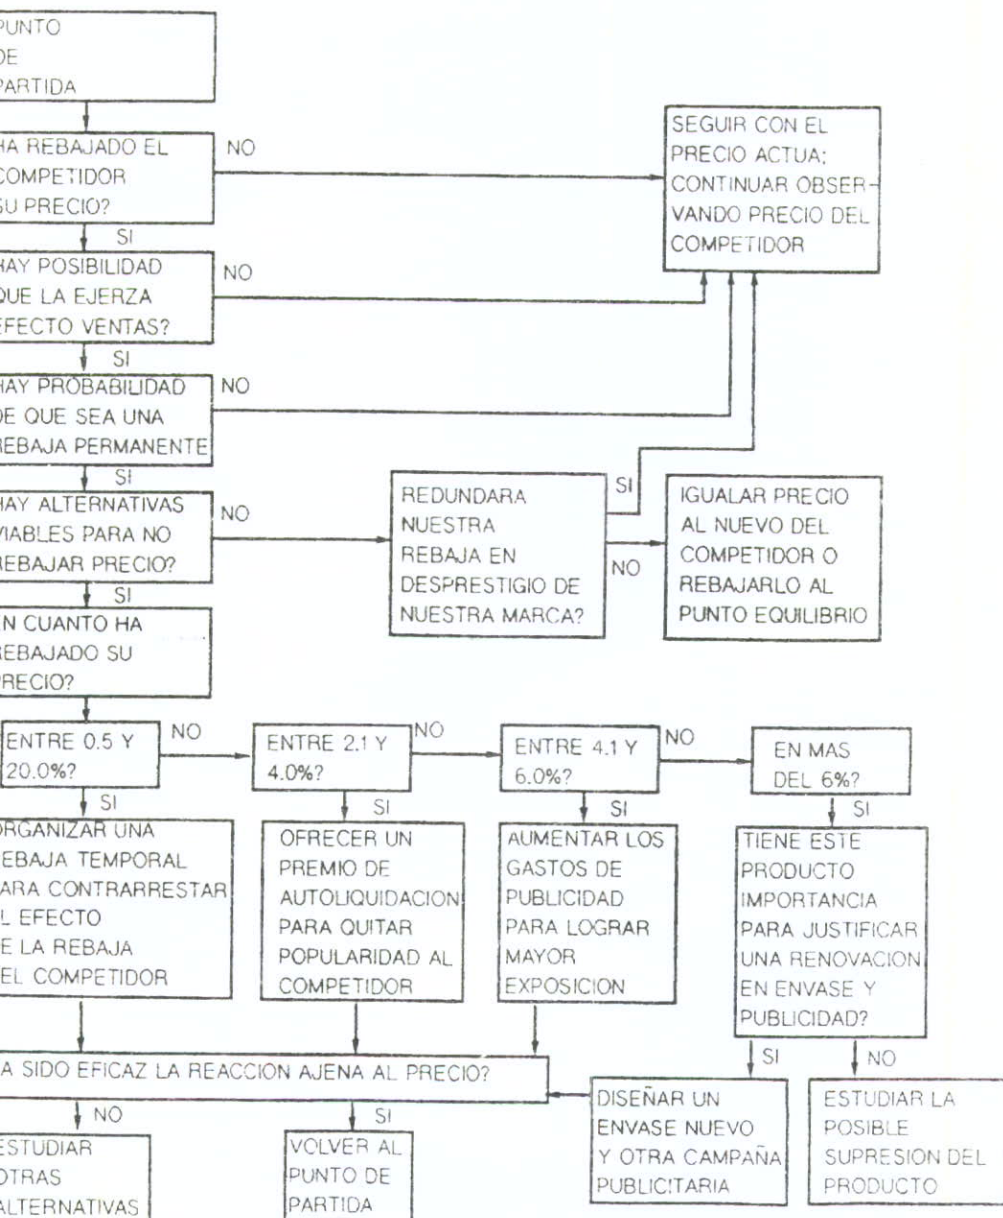 PUNTO
DE
PARTIDA
HA REBAJADO EL
COMPETIDOR
SU PRECIO?
NO
SI
SEGUIR CON EL
PRECIO ACTUA:
CONTINUAR OBSER-
VANDO PRECIO DEL
COMPETIDOR
HAY POSIBILIDAD
QUE LA EJERZA
EFECTO VENTAS?
NO
SI
HAY PROBABILIDAD
DE QUE SEA UNA
REBAJA PERMANENTE
NO
SI
HAY ALTERNATIVAS
VIABLES PARA NO
REBAJAR PRECIO?
NO
SI
REDUNDARA
NUESTRA
REBAJA EN
DESPRESTIGIO DE
NUESTRA MARCA?
SI
NO
IGUALAR PRECIO
AL NUEVO DEL
COMPETIDOR O
REBAJARLO AL
PUNTO EQUILIBRIO
EN CUANTO HA
REBAJADO SU
PRECIO?
ENTRE 0.5 Y
20.0%?
NO
SI
ENTRE 2.1 Y
4.0%?
NO
SI
ENTRE 4.1 Y
6.0%?
NO
SI
EN MAS
DEL 6%?
SI
ORGANIZAR UNA
REBAJA TEMPORAL
PARA CONTRARRESTAR
EL EFECTO
DE LA REBAJA
DEL COMPETIDOR
OFRECER UN
PREMIO DE
AUTOLIQUIDACION
PARA QUITAR
POPULARIDAD AL
COMPETIDOR
AUMENTAR LOS
GASTOS DE
PUBLICIDAD
PARA LOGRAR
MAYOR
EXPOSICION
TIENE ESTE
PRODUCTO
IMPORTANCIA
PARA JUSTIFICAR
UNA RENOVACION
EN ENVASE Y
PUBLICIDAD?
SI
NO
A SIDO EFICAZ LA REACCION AJENA AL PRECIO?
NO
SI
DISEÑAR UN
ENVASE NUEVO
Y OTRA CAMPAÑA
PUBLICITARIA
ESTUDIAR LA
POSIBLE
SUPRESION DEL
PRODUCTO
ESTUDIAR
OTRAS
ALTERNATIVAS
VOLVER AL
PUNTO DE
PARTIDA